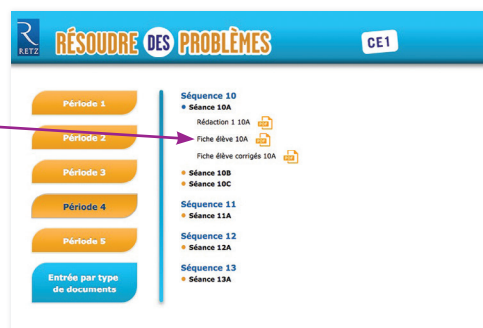 RETZ
RÉSOUDRE DES PROBLÈMES
CE1
Période 1
Période 2
Période 3
Période 4
Période 5
Entrée par type
de documents
Séquence 10
Séance 10A
Rédaction 1 10A
Fiche élève 10A
Fiche élève corrigés 10A
Séance 10B
Séance 10C
Séquence 11
Séance 11A
Séquence 12
Séance 12A
Séquence 13
Séance 13A